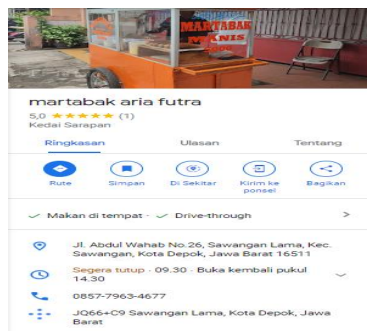 MARTABAK
MANIS
martabak aria futra
5,0 ★★★★★ (1)
Kedai Sarapan
Ringkasan
Ulasan
Tentang
Rute
Simpan
Di Sekitar
Kirim ke
ponsel
Bagikan
✓ Makan di tempat · ✓ Drive-through
Jl. Abdul Wahab No.26, Sawangan Lama, Kec.
Sawangan, Kota Depok, Jawa Barat 16511
Segera tutup · 09.30 · Buka kembali pukul
14.30
0857-7963-4677
JQ66+C9 Sawangan Lama, Kota Depok, Jawa
Barat